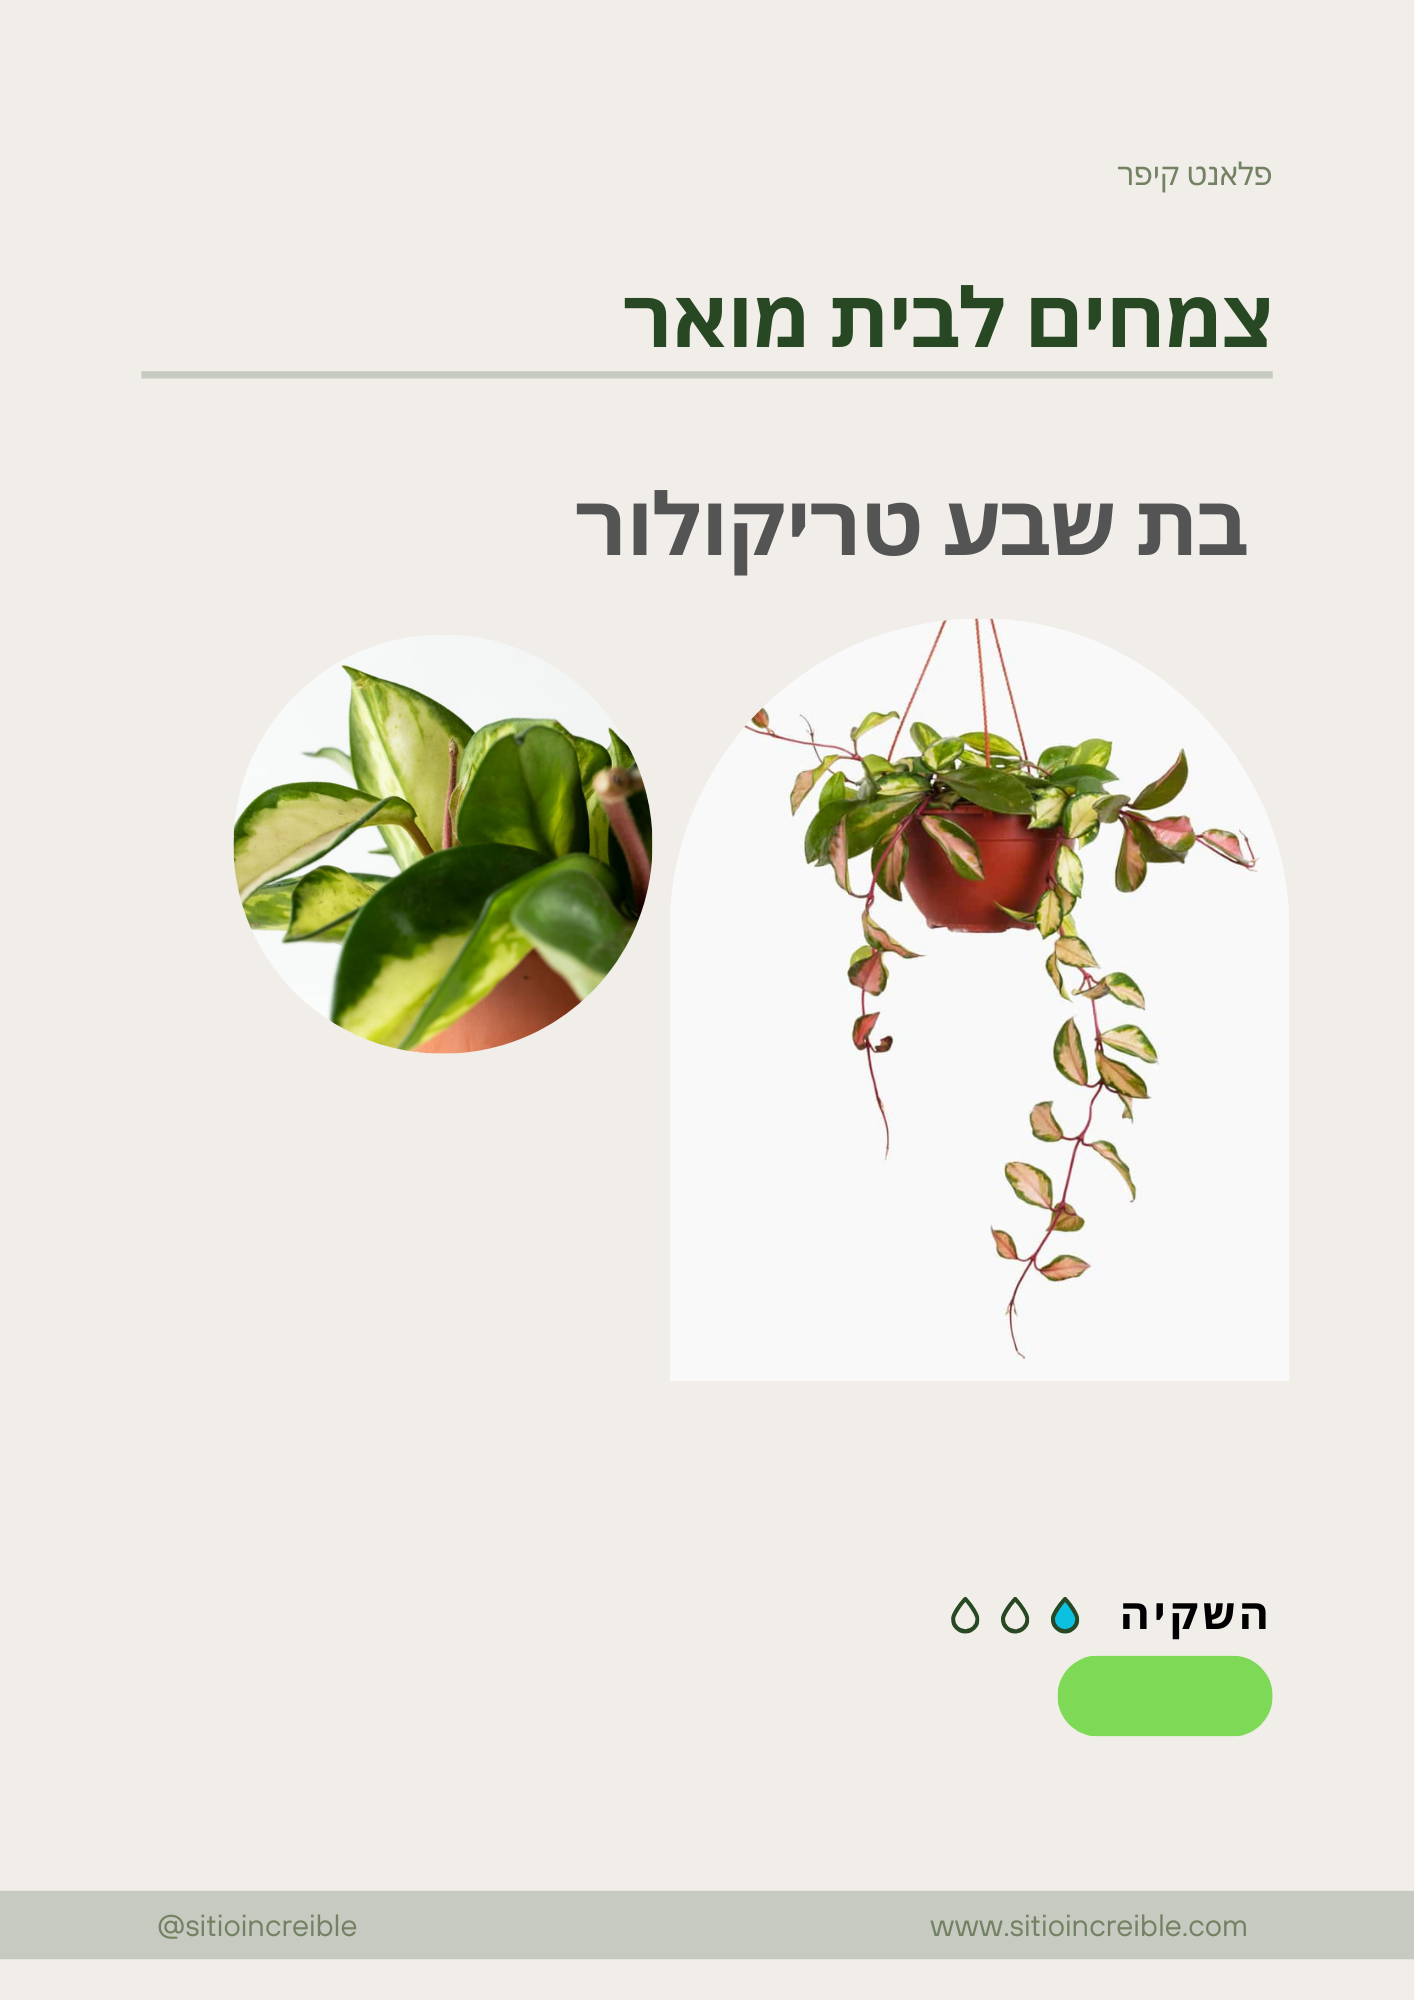 פלאנט קיפר
צמחים לבית מואר
בת שבע טריקולור
השקיה
@sitioincreible
www.sitioincreible.com